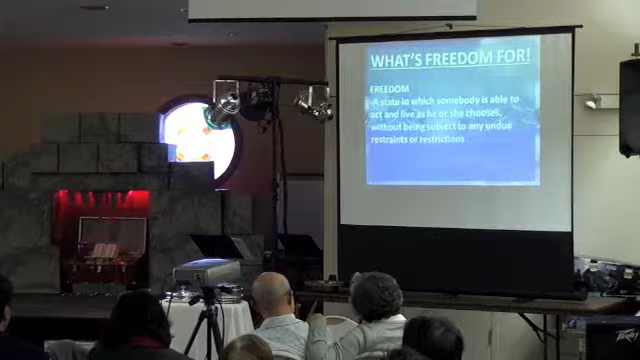 WHAT'S FREEDOM FOR!
FREEDOM
-A state in which somebody is able to
act and live as he or she chooses,
without being subject to any undue
restraints or restrictions